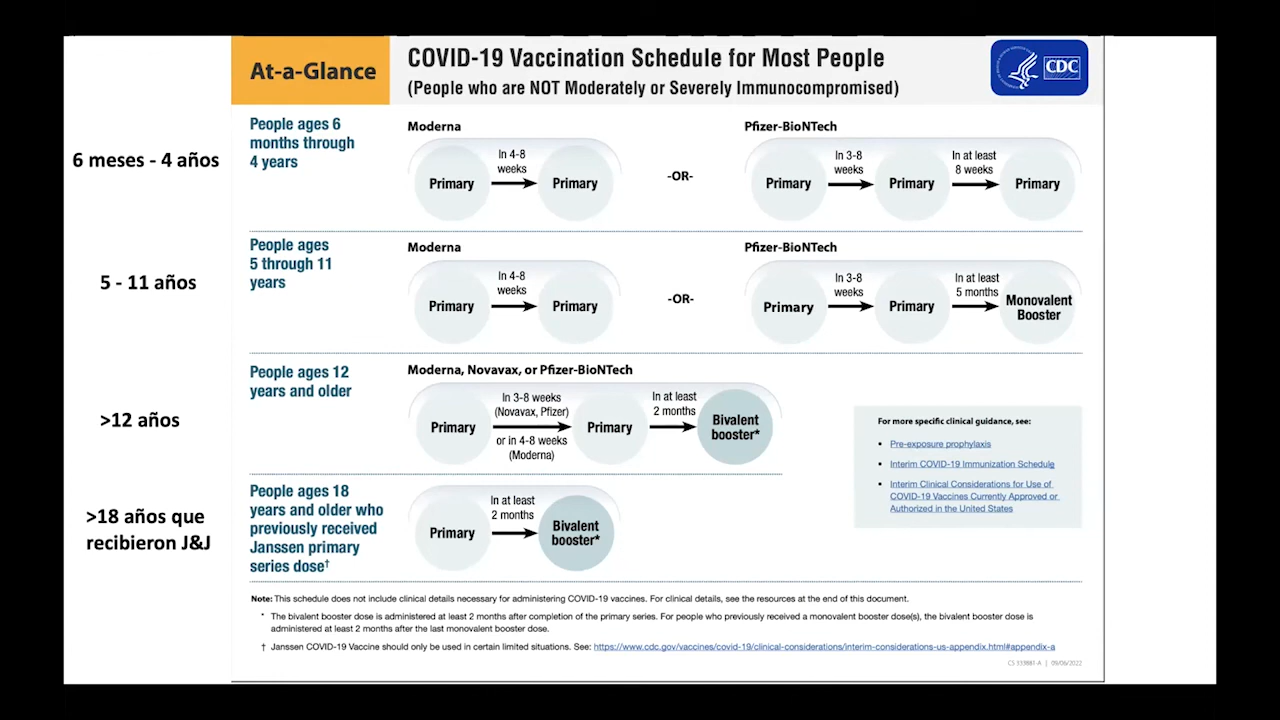 At-a-Glance
COVID-19 Vaccination Schedule for Most People
(People who are NOT Moderately or Severely Immunocompromised)
CDC
6 meses - 4 años
People ages 6
months through
4 years
Moderna
Primary
In 4-8
weeks
Primary
-OR-
Pfizer-BioNTech
Primary
In 3-8
weeks
Primary
In at least
8 weeks
Primary
5 - 11 años
People ages
5 through 11
years
Moderna
Primary
In 4-8
weeks
Primary
-OR-
Pfizer-BioNTech
Primary
In 3-8
weeks
Primary
In at least
5 months
Monovalent
Booster
>12 años
People ages 12
years and older
Moderna, Novavax, or Pfizer-BioNTech
Primary
In 3-8 weeks
(Novavax, Pfizer)
or in 4-8 weeks
(Moderna)
Primary
In at least
2 months
Bivalent
booster*
For more specific clinical guidance, see:
▪ Pre-exposure prophylaxis
▪ Interim COVID-19 Immunization Schedule
▪ Interim Clinical Considerations for Use of
COVID-19 Vaccines Currently Approved or
Authorized in the United States
>18 años que
recibieron J&J
People ages 18
years and older who
previously received
Janssen primary
series dose†
Primary
In at least
2 months
Bivalent
booster*
Note: This schedule does not include clinical details necessary for administering COVID-19 vaccines. For clinical details, see the resources at the end of this document.
* The bivalent booster dose is administered at least 2 months after completion of the primary series. For people who previously received a monovalent booster dose(s), the bivalent booster dose is
administered at least 2 months after the last monovalent booster dose.
† Janssen COVID-19 Vaccine should only be used in certain limited situations. See: https://www.cdc.gov/vaccines/covid-19/clinical-considerations/interim-considerations-us-appendix.html#appendix-a
CS 333881-A | 09/06/2022